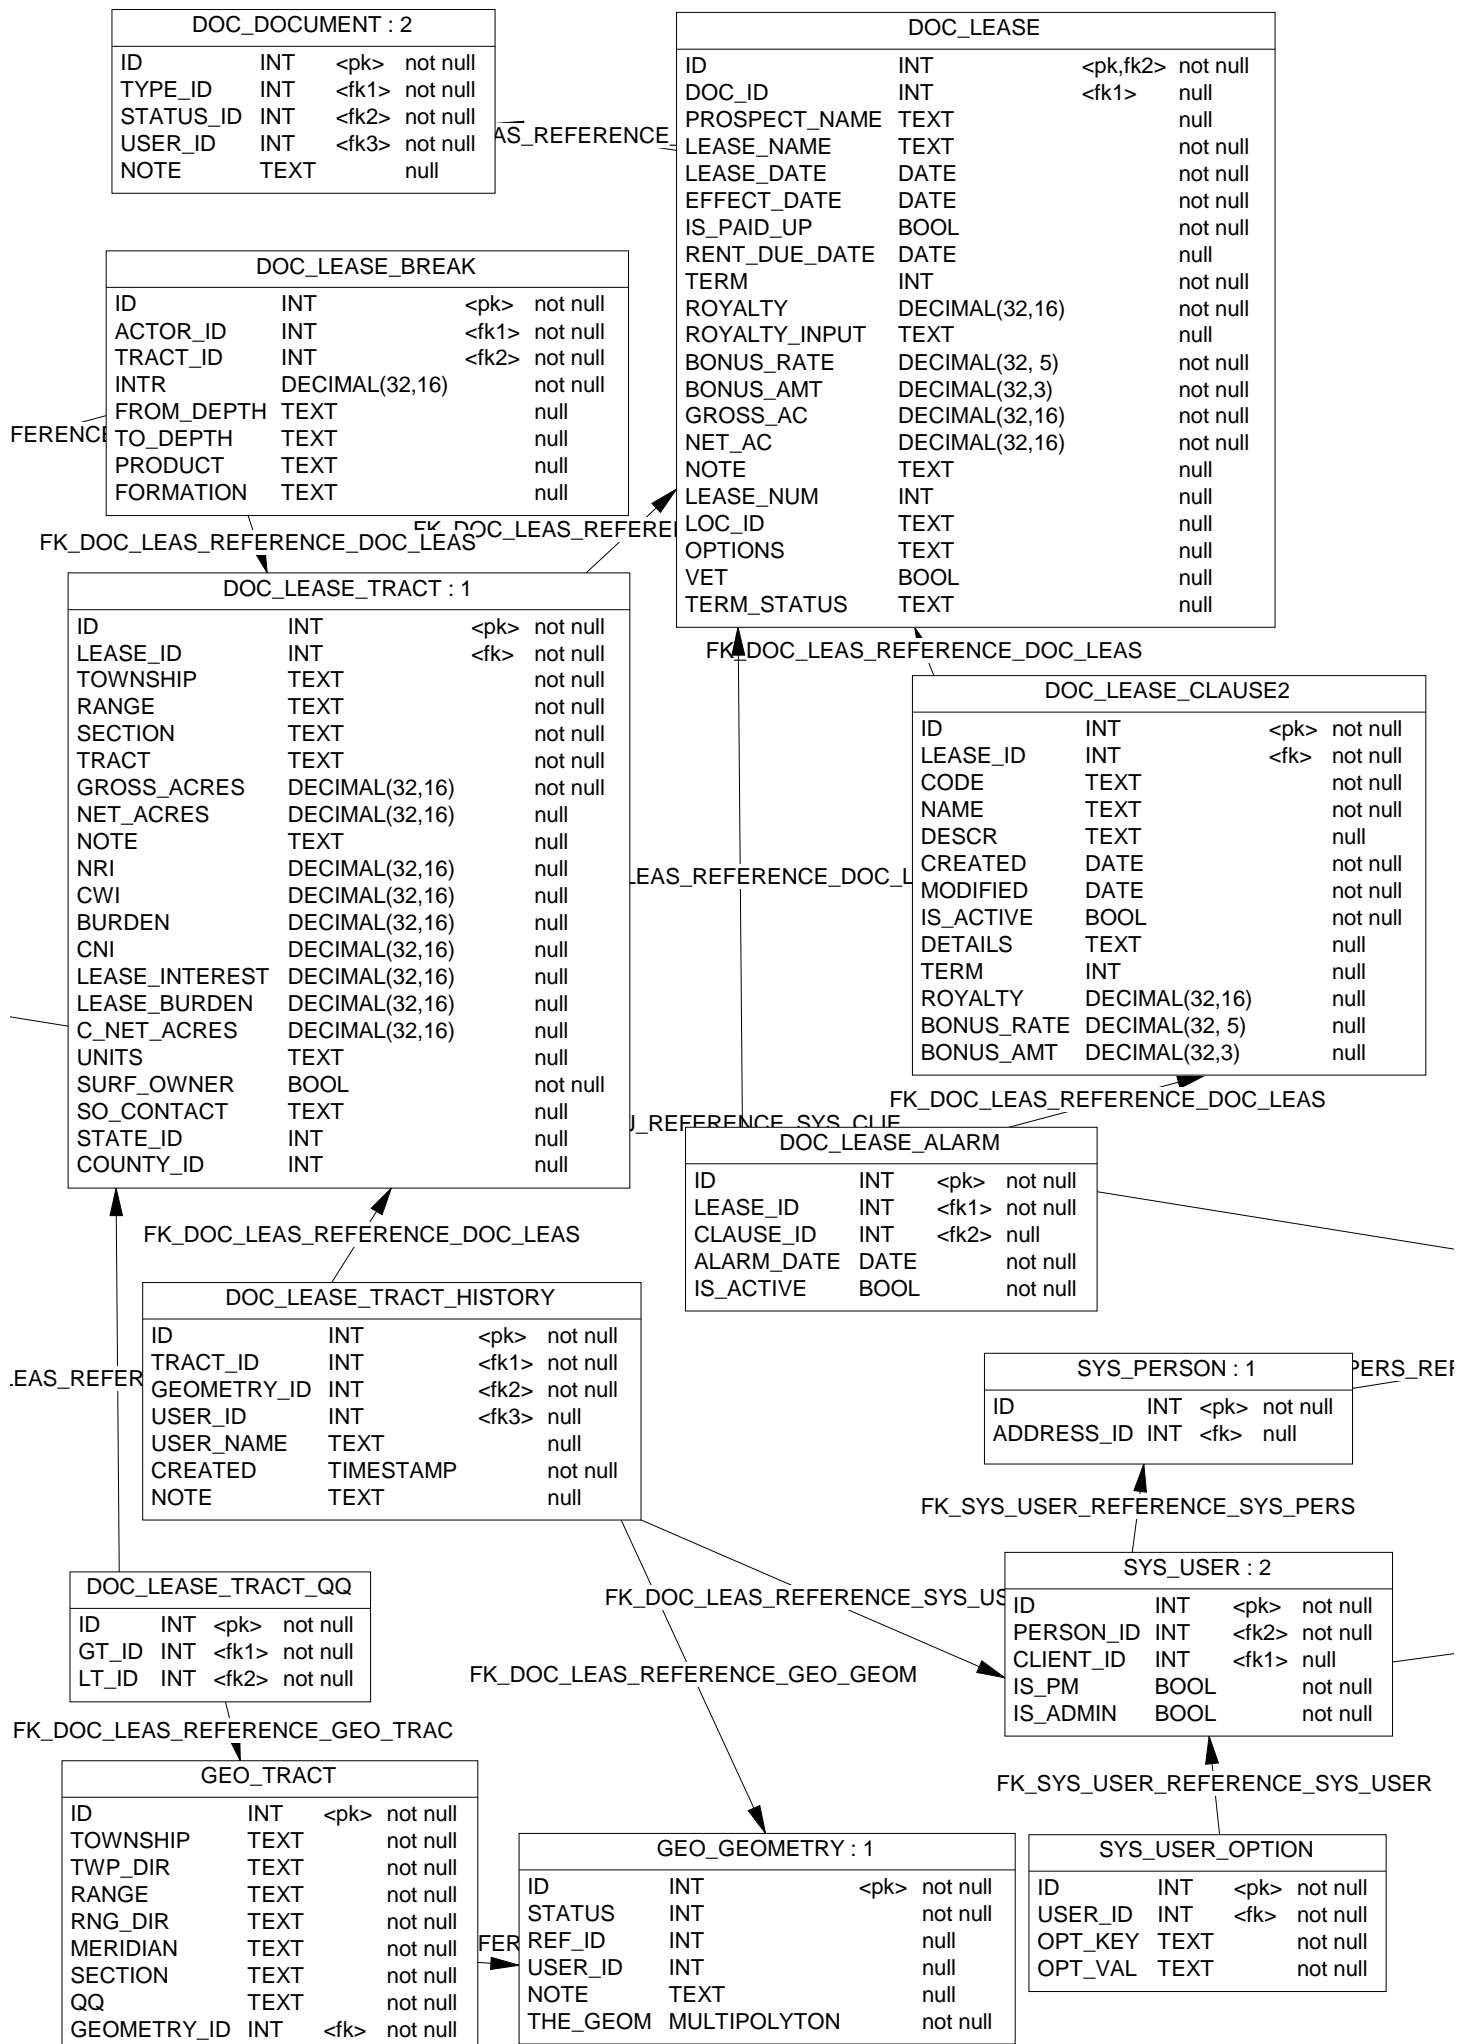 DOC_DOCUMENT : 2
ID INT <pk> not null
TYPE_ID INT <fk1> not null
STATUS_ID INT <fk2> not null
USER_ID INT <fk3> not null
NOTE TEXT null
AS_REFERENCE_
DOC_LEASE
ID INT <pk,fk2> not null
DOC_ID INT <fk1> null
PROSPECT_NAME TEXT null
LEASE_NAME TEXT not null
LEASE_DATE DATE not null
EFFECT_DATE DATE not null
IS_PAID_UP BOOL not null
RENT_DUE_DATE DATE null
TERM INT not null
ROYALTY DECIMAL(32,16) not null
ROYALTY_INPUT TEXT null
BONUS_RATE DECIMAL(32, 5) not null
BONUS_AMT DECIMAL(32,3) not null
GROSS_AC DECIMAL(32,16) not null
NET_AC DECIMAL(32,16) not null
NOTE TEXT null
LEASE_NUM INT null
LOC_ID TEXT null
OPTIONS TEXT null
VET BOOL null
TERM_STATUS TEXT null
DOC_LEASE_BREAK
ID INT <pk> not null
ACTOR_ID INT <fk1> not null
TRACT_ID INT <fk2> not null
INTR DECIMAL(32,16) not null
FROM_DEPTH TEXT null
TO_DEPTH TEXT null
PRODUCT TEXT null
FORMATION TEXT null
FERENCE
FK_DOC_LEAS_REFERENCE_DOC_LEAS
FK_DOC_LEAS_REFEREI
DOC_LEASE_TRACT : 1
ID INT <pk> not null
LEASE_ID INT <fk> not null
TOWNSHIP TEXT not null
RANGE TEXT not null
SECTION TEXT not null
TRACT TEXT not null
GROSS_ACRES DECIMAL(32,16) not null
NET_ACRES DECIMAL(32,16) null
NOTE TEXT null
NRI DECIMAL(32,16) null
CWI DECIMAL(32,16) null
BURDEN DECIMAL(32,16) null
CNI DECIMAL(32,16) null
LEASE_INTEREST DECIMAL(32,16) null
LEASE_BURDEN DECIMAL(32,16) null
C_NET_ACRES DECIMAL(32,16) null
UNITS TEXT null
SURF_OWNER BOOL not null
SO_CONTACT TEXT null
STATE_ID INT null
COUNTY_ID INT null
FK_DOC_LEAS_REFERENCE_DOC_LEAS
DOC_LEASE_CLAUSE2
ID INT <pk> not null
LEASE_ID INT <fk> not null
CODE TEXT not null
NAME TEXT not null
DESCR TEXT null
CREATED DATE not null
MODIFIED DATE not null
IS_ACTIVE BOOL not null
DETAILS TEXT null
TERM INT null
ROYALTY DECIMAL(32,16) null
BONUS_RATE DECIMAL(32, 5) null
BONUS_AMT DECIMAL(32,3) null
LEAS_REFERENCE_DOC_L
FK_DOC_LEAS_REFERENCE_DOC_LEAS
J_REFERENCE_SYS_CLIE
DOC_LEASE_ALARM
ID INT <pk> not null
LEASE_ID INT <fk1> not null
CLAUSE_ID INT <fk2> null
ALARM_DATE DATE not null
IS_ACTIVE BOOL not null
FK_DOC_LEAS_REFERENCE_DOC_LEAS
DOC_LEASE_TRACT_HISTORY
ID INT <pk> not null
TRACT_ID INT <fk1> not null
GEOMETRY_ID INT <fk2> not null
USER_ID INT <fk3> null
USER_NAME TEXT null
CREATED TIMESTAMP not null
NOTE TEXT null
LEAS_REFER
SYS_PERSON : 1
ID INT <pk> not null
ADDRESS_ID INT <fk> null
PERS_REF
FK_SYS_USER_REFERENCE_SYS_PERS
SYS_USER : 2
ID INT <pk> not null
PERSON_ID INT <fk2> not null
CLIENT_ID INT <fk1> null
IS_PM BOOL not null
IS_ADMIN BOOL not null
DOC_LEASE_TRACT_QQ
ID INT <pk> not null
GT_ID INT <fk1> not null
LT_ID INT <fk2> not null
FK_DOC_LEAS_REFERENCE_SYS_US
FK_DOC_LEAS_REFERENCE_GEO_GEOM
FK_DOC_LEAS_REFERENCE_GEO_TRAC
GEO_TRACT
ID INT <pk> not null
TOWNSHIP TEXT not null
TWP_DIR TEXT not null
RANGE TEXT not null
RNG_DIR TEXT not null
MERIDIAN TEXT not null
SECTION TEXT not null
QQ TEXT not null
GEOMETRY_ID INT <fk> not null
FER
GEO_GEOMETRY : 1
ID INT <pk> not null
STATUS INT not null
REF_ID INT null
USER_ID INT null
NOTE TEXT null
THE_GEOM MULTIPOLYTON not null
FK_SYS_USER_REFERENCE_SYS_USER
SYS_USER_OPTION
ID INT <pk> not null
USER_ID INT <fk> not null
OPT_KEY TEXT not null
OPT_VAL TEXT not null